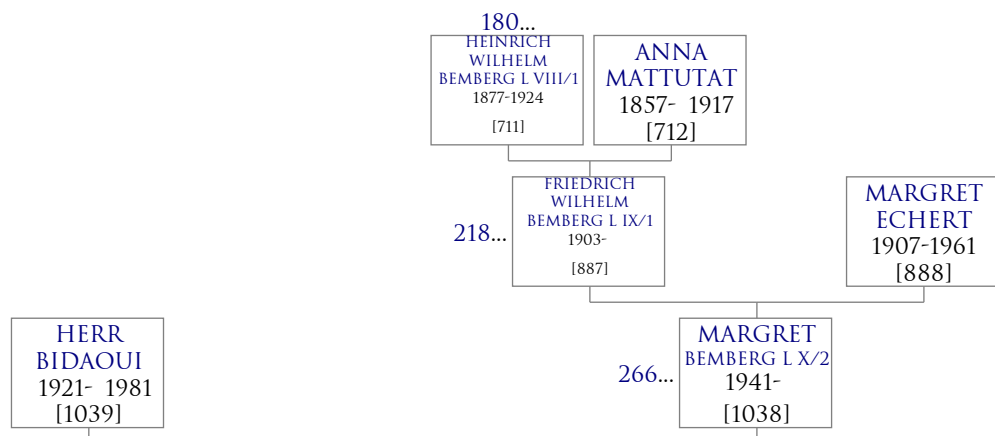 180...
HEINRICH
WILHELM
BEMBERG L VIII/1
1877-1924
[711]
ANNA
MATTUTAT
1857- 1917
[712]
218...
FRIEDRICH
WILHELM
BEMBERG L IX/1
1903-
[887]
MARGRET
ECHERT
1907-1961
[888]
HERR
BIDAOUI
1921- 1981
[1039]
266...
MARGRET
BEMBERG L X/2
1941-
[1038]